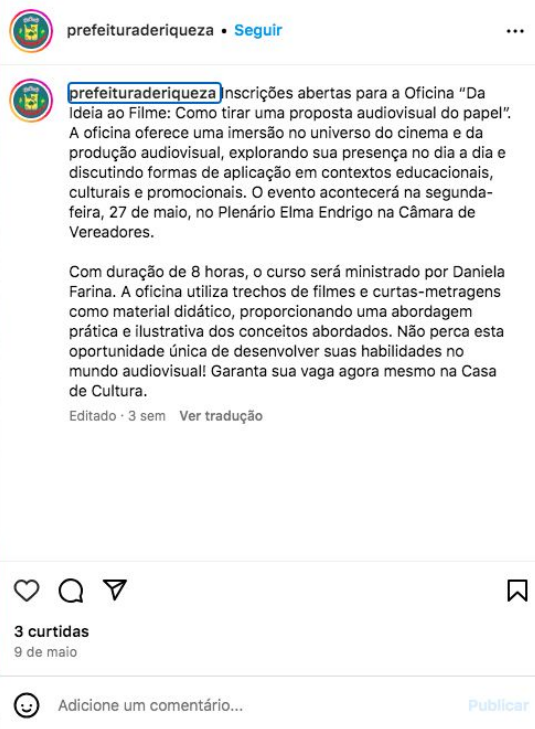 prefeituraderiqueza • Seguir
prefeituraderiqueza Inscrições abertas para a Oficina “Da
Ideia ao Filme: Como tirar uma proposta audiovisual do papel”.
A oficina oferece uma imersão no universo do cinema e da
produção audiovisual, explorando sua presença no dia a dia e
discutindo formas de aplicação em contextos educacionais,
culturais e promocionais. O evento acontecerá na segunda-
feira, 27 de maio, no Plenário Elma Endrigo na Câmara de
Vereadores.
Com duração de 8 horas, o curso será ministrado por Daniela
Farina. A oficina utiliza trechos de filmes e curtas-metragens
como material didático, proporcionando uma abordagem
prática e ilustrativa dos conceitos abordados. Não perca esta
oportunidade única de desenvolver suas habilidades no
mundo audiovisual! Garanta sua vaga agora mesmo na Casa
de Cultura.
Editado · 3 sem Ver tradução
3 curtidas
9 de maio
Adicione um comentário... Publicar